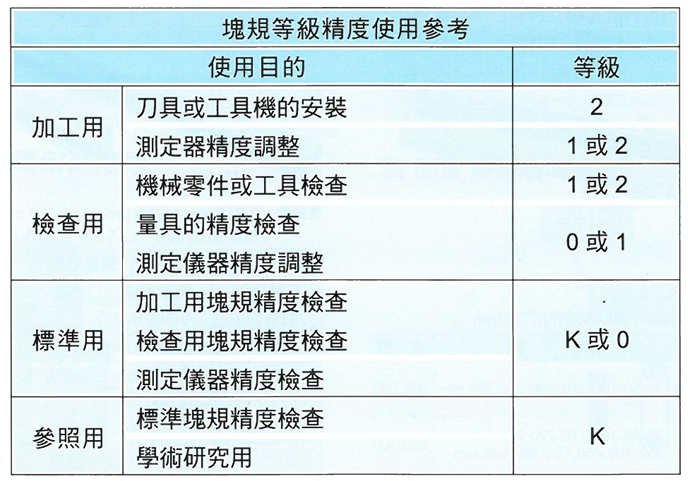 塊規等級精度使用參考
使用目的 等級
加工用 刀具或工具機的安裝 2
測定器精度調整 1 或 2
檢查用 機械零件或工具檢查 1 或 2
量具的精度檢查 0 或 1
測定儀器精度調整
標準用 加工用塊規精度檢查 K 或 0
檢查用塊規精度檢查
測定儀器精度檢查
參照用 標準塊規精度檢查 K
學術研究用